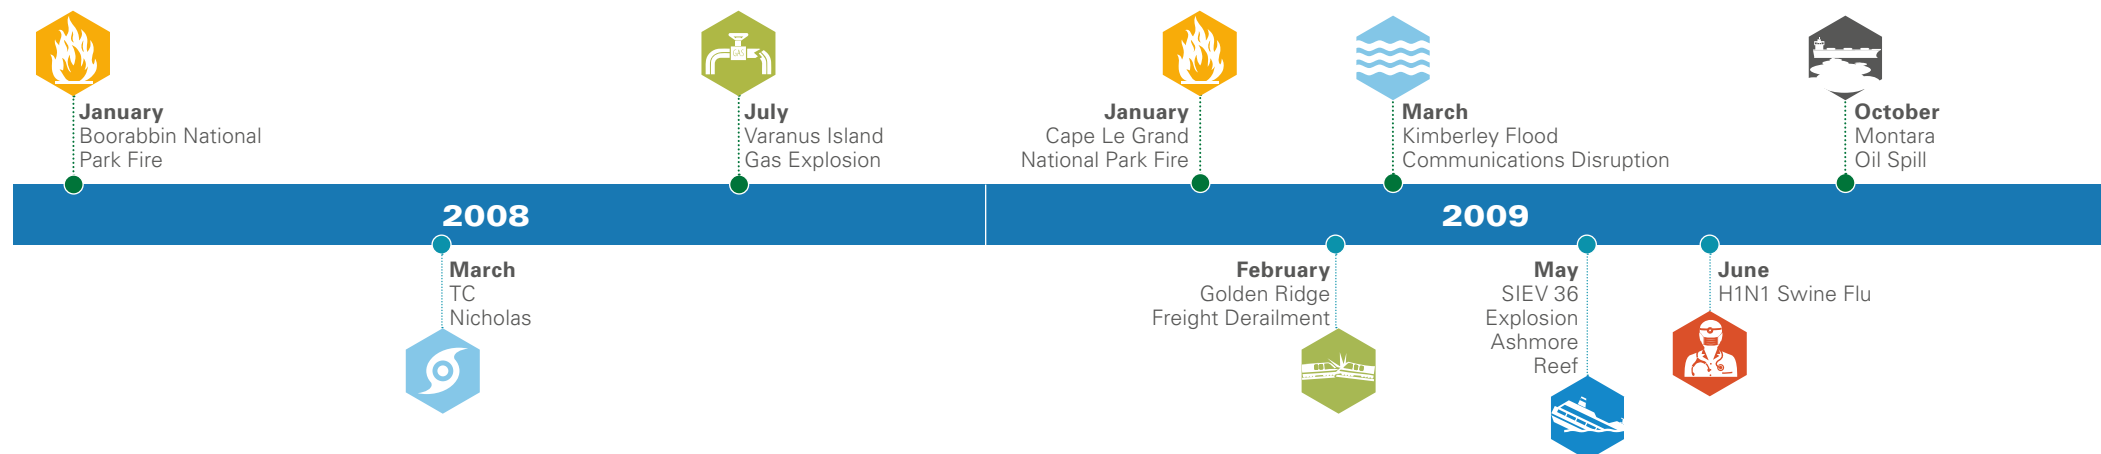 January
Boorabbin National
Park Fire
July
Varanus Island
Gas Explosion
January
Cape Le Grand
National Park Fire
March
Kimberley Flood
Communications Disruption
October
Montara
Oil Spill
2008
2009
March
TC
Nicholas
February
Golden Ridge
Freight Derailment
May
SIEV 36
Explosion
Ashmore
Reef
June
H1N1 Swine Flu
GAS